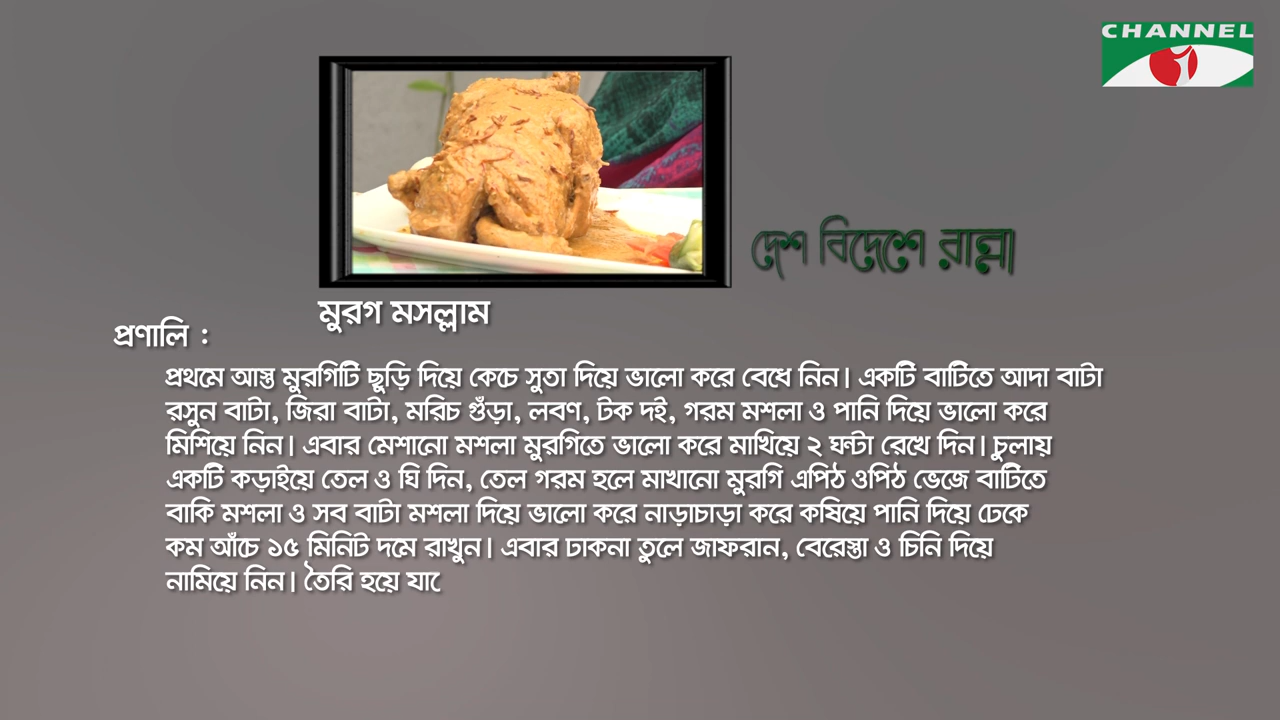 CHANNEL
দেশ বিদেশে রান্না
মুরগ মসল্লাম
প্রণালি :
প্রথমে আস্ত মুরগিটি ছুড়ি দিয়ে কেচে সুতা দিয়ে ভালো করে বেধে নিন। একটি বাটিতে আদা বাটা
রসুন বাটা, জিরা বাটা, মরিচ গুঁড়া, লবণ, টক দই, গরম মশলা ও পানি দিয়ে ভালো করে
মিশিয়ে নিন। এবার মেশানো মশলা মুরগিতে ভালো করে মাখিয়ে ২ ঘন্টা রেখে দিন। চুলায়
একটি কড়াইয়ে তেল ও ঘি দিন, তেল গরম হলে মাখানো মুরগি এপিঠ ওপিঠ ভেজে বাটিতে
বাকি মশলা ও সব বাটা মশলা দিয়ে ভালো করে নাড়াচাড়া করে কষিয়ে পানি দিয়ে ঢেকে
কম আঁচে ১৫ মিনিট দমে রাখুন। এবার ঢাকনা তুলে জাফরান, বেরেস্তা ও চিনি দিয়ে
নামিয়ে নিন। তৈরি হয়ে